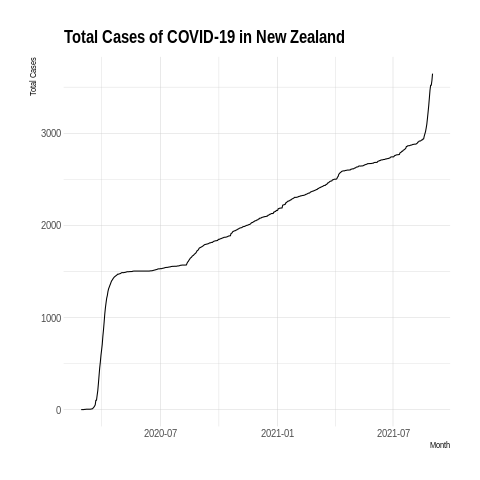 Total Cases of COVID-19 in New Zealand
Total Cases
3000
2000
1000
0
2020-07 2021-01 2021-07
Month